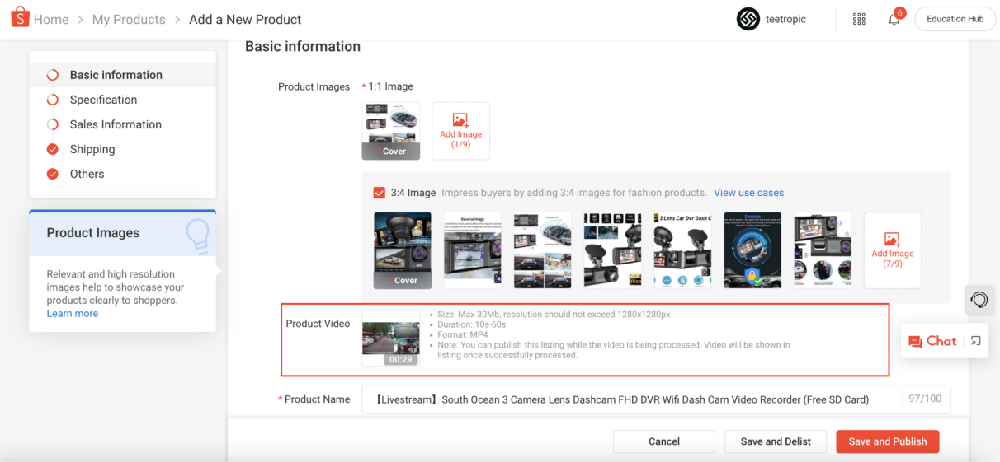 Home > My Products > Add a New Product
teetropic
6
Education Hub
Basic information
Basic information
Specification
Sales Information
Shipping
Others
Product Images
Relevant and high resolution
images help to showcase your
products clearly to shoppers.
Learn more
Product Images
* 1:1 Image
* Cover
Add Image
(1/9)
3:4 Image Impress buyers by adding 3:4 images for fashion products. View use cases
* Cover
Reverse Image
3 Lens Car Dvr Dash C
Add Image
(7/9)
Product Video
00:29
• Size: Max 30Mb, resolution should not exceed 1280x1280px
• Duration: 10s-60s
• Format: MP4
• Note: You can publish this listing while the video is being processed. Video will be shown in
listing once successfully processed.
Chat
* Product Name
【Livestream】South Ocean 3 Camera Lens Dashcam FHD DVR Wifi Dash Cam Video Recorder (Free SD Card)
97/100
Cancel
Save and Delist
Save and Publish